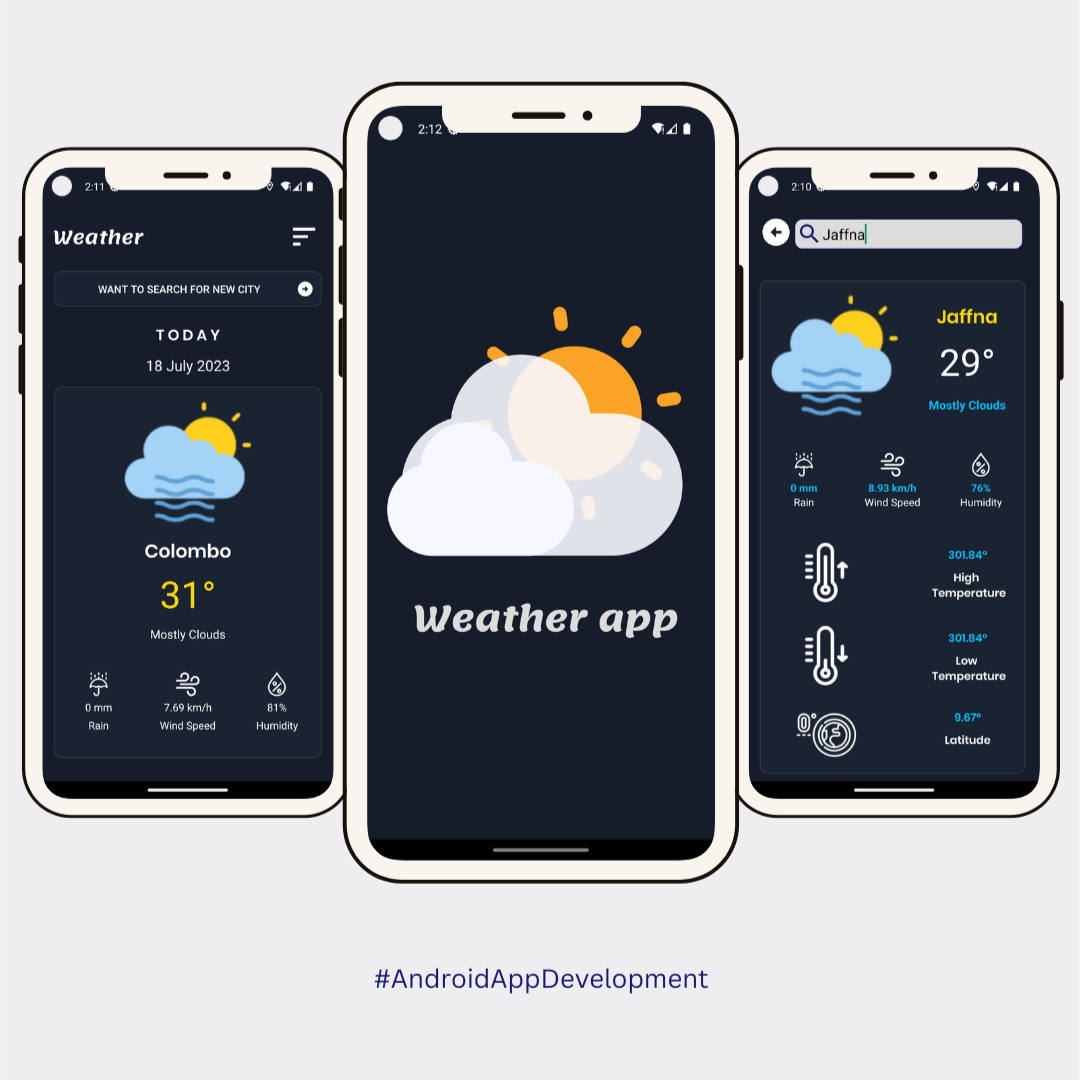 2:11
Weather
WANT TO SEARCH FOR NEW CITY
TODAY
18 July 2023
Colombo
31°
Mostly Clouds
0 mm
Rain
7.69 km/h
Wind Speed
81%
Humidity
2:12
Weather app
2:10
Jaffna
Jaffna
29°
Mostly Clouds
0 mm
Rain
8.93 km/h
Wind Speed
76%
Humidity
301.84°
High
Temperature
301.84°
Low
Temperature
0°
9.67°
Latitude
#AndroidAppDevelopment